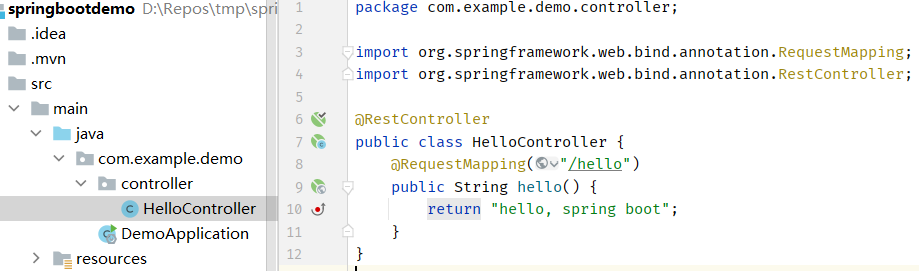 springbootdemo D:\Repos\tmp\spri
.idea
.mvn
src
main
java
com.example.demo
controller
HelloController
DemoApplication
resources
1 package com.example.demo.controller;
2
3 import org.springframework.web.bind.annotation.RequestMapping;
4 import org.springframework.web.bind.annotation.RestController;
5
6 @RestController
7 public class HelloController {
8 @RequestMapping("/hello")
9 public String hello() {
10 return "hello, spring boot";
11 }
12 }